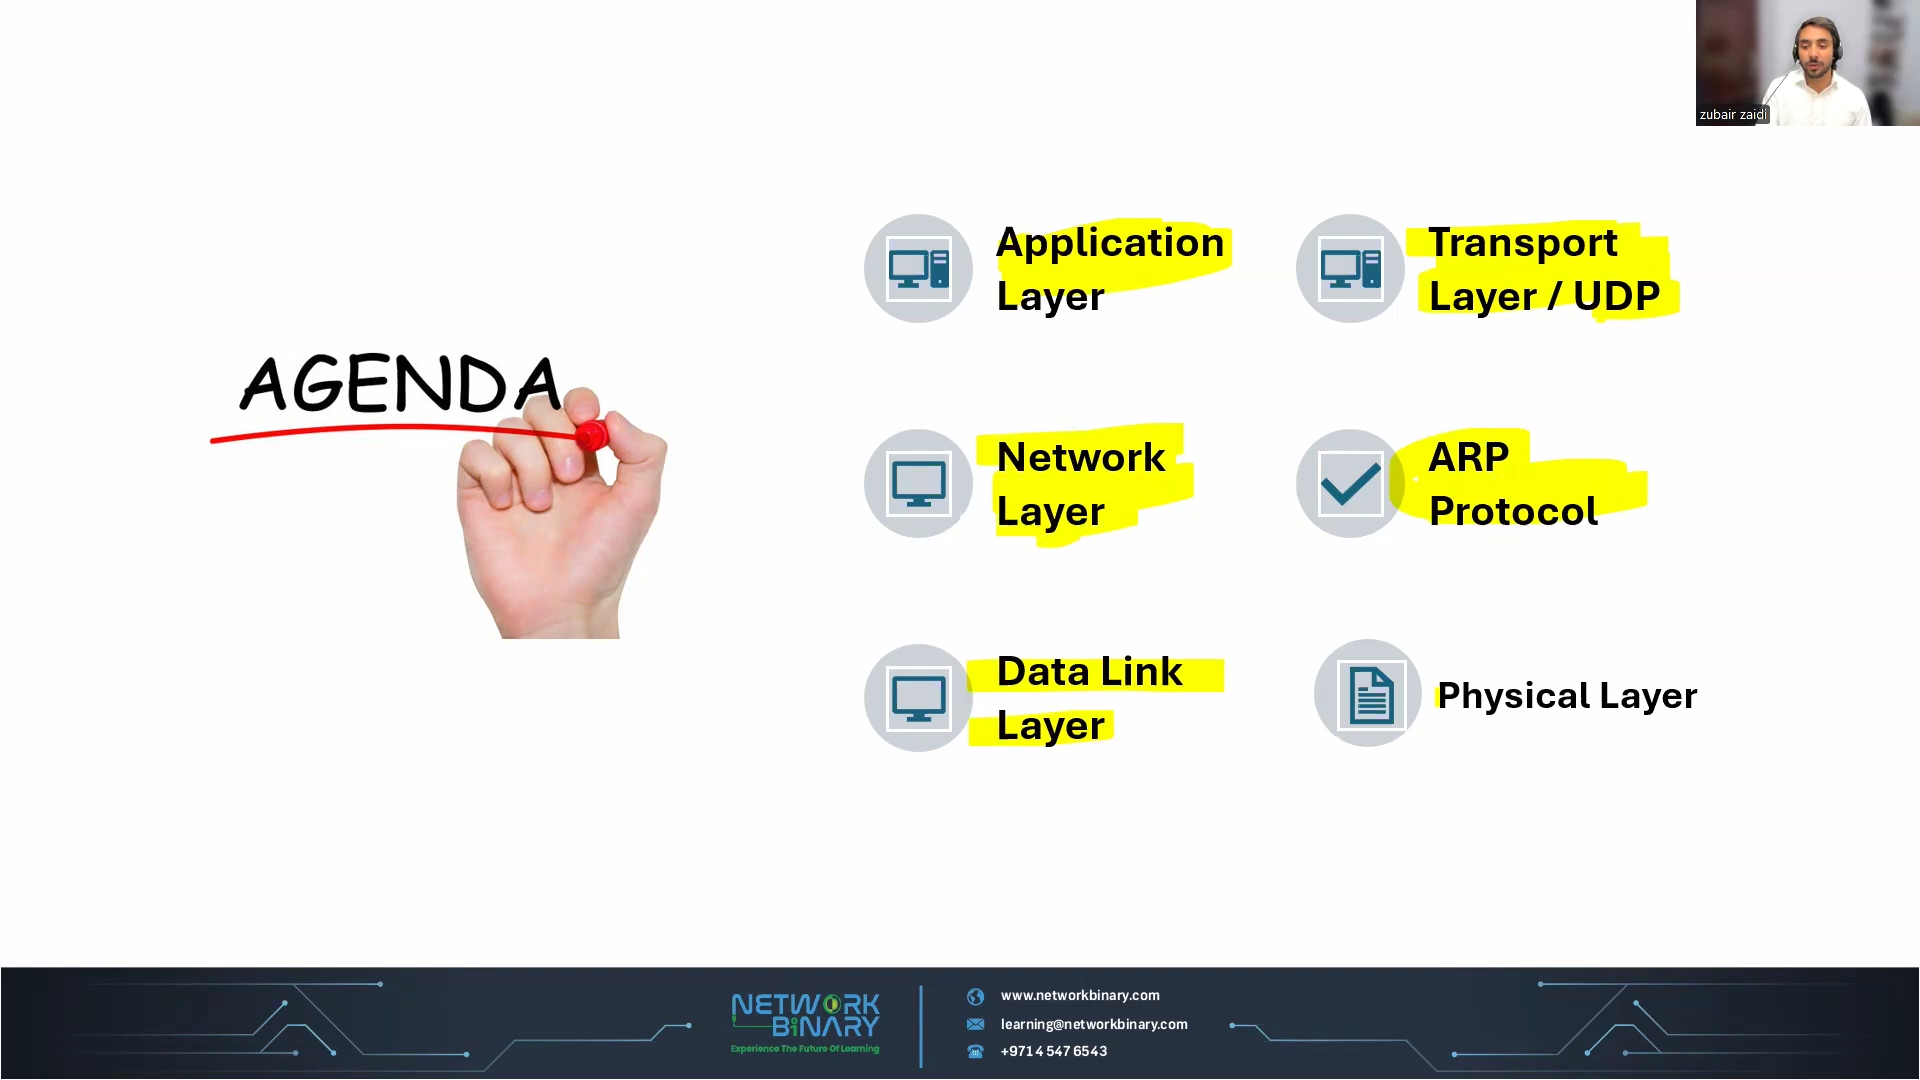 zubair zaidi
AGENDA
Application
Layer
Transport
Layer / UDP
Network
Layer
ARP
Protocol
Data Link
Layer
Physical Layer
NETWORK
BiNARY
Experience The Future Of Learning
www.networkbinary.com
learning@networkbinary.com
+971 4 547 6543